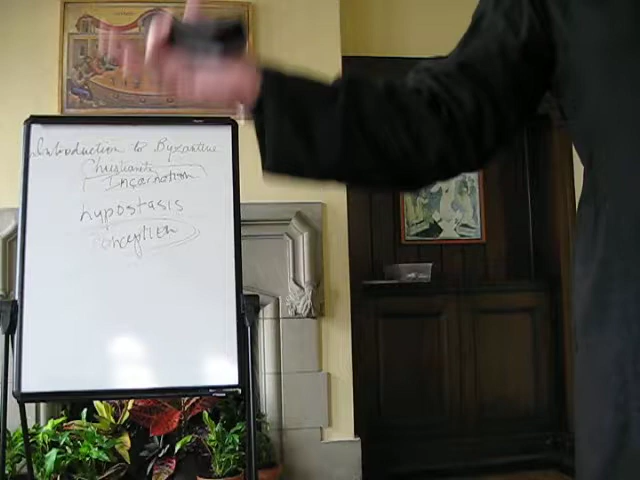 Introduction to Byzantine
Christianity
Incarnation
hypostasis
Conception